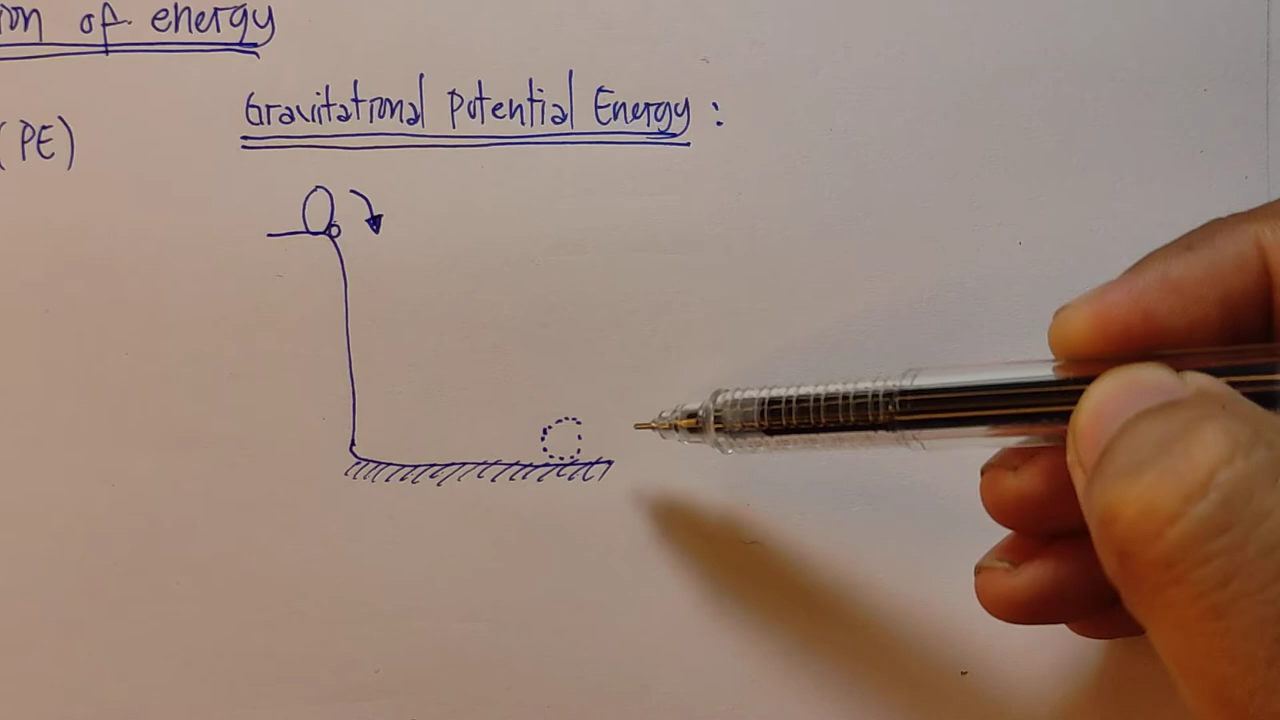 of energy
Gravitational Potential Energy :
(PE)